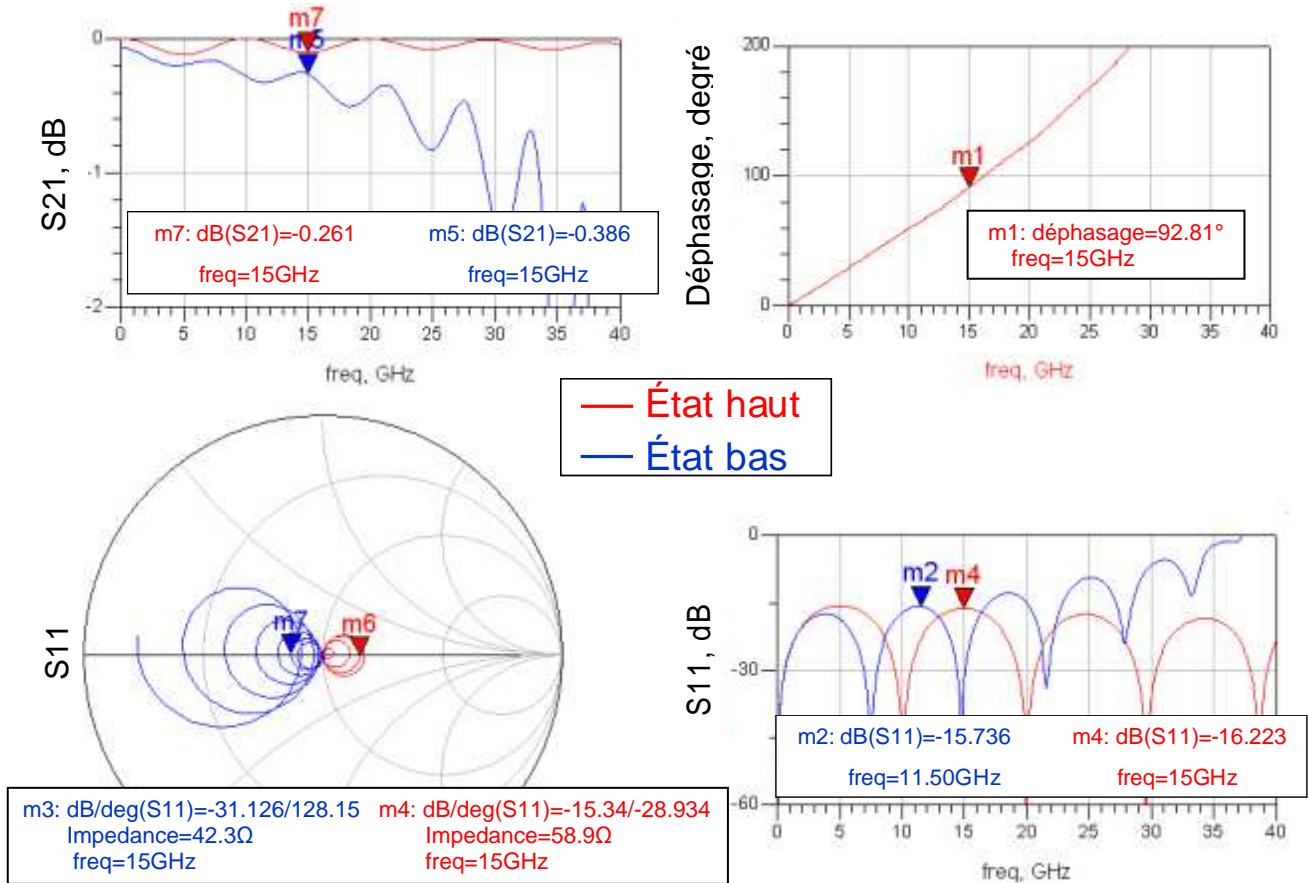 m7
m5
0
-1
-2
S21, dB
m7: dB(S21)=-0.261 m5: dB(S21)=-0.386
freq=15GHz freq=15GHz
0 5 10 15 20 25 30 35 40
freq, GHz
200
100
0
Déphasage, degré
m1
m1: déphasage=92.81°
freq=15GHz
0 5 10 15 20 25 30 35 40
freq, GHz
État haut
État bas
S11
m7 m6
m3: dB/deg(S11)=-31.126/128.15 m4: dB/deg(S11)=-15.34/-28.934
Impedance=42.3Ω Impedance=58.9Ω
freq=15GHz freq=15GHz
0
-30
-60
S11, dB
m2 m4
m2: dB(S11)=-15.736 m4: dB(S11)=-16.223
freq=11.50GHz freq=15GHz
0 5 10 15 20 25 30 35 40
freq, GHz